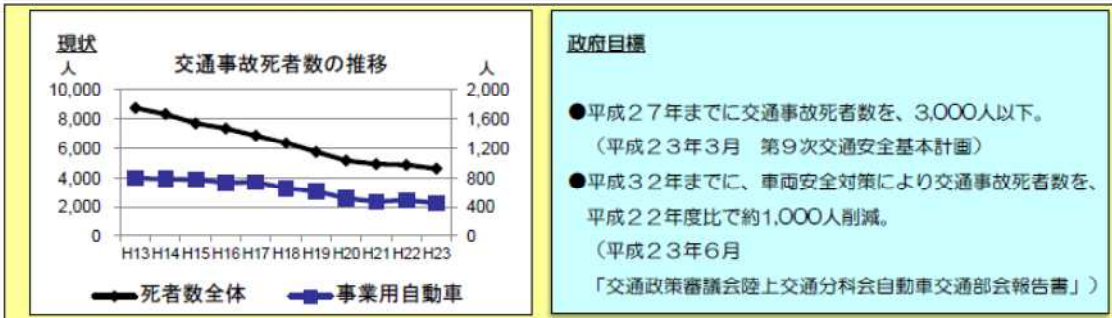 現状
人
交通事故死者数の推移
人
10,000
8,000
6,000
4,000
2,000
0
2,000
1,600
1,200
800
400
0
H13 H14 H15 H16 H17 H18 H19 H20 H21 H22 H23
死者数全体
事業用自動車
政府目標
●平成27年までに交通事故死者数を、3,000人以下。
（平成23年3月 第9次交通安全基本計画）
●平成32年までに、車両安全対策により交通事故死者数を、
平成22年度比で約1,000人削減。
（平成23年6月
「交通政策審議会陸上交通分科会自動車交通部会報告書」）